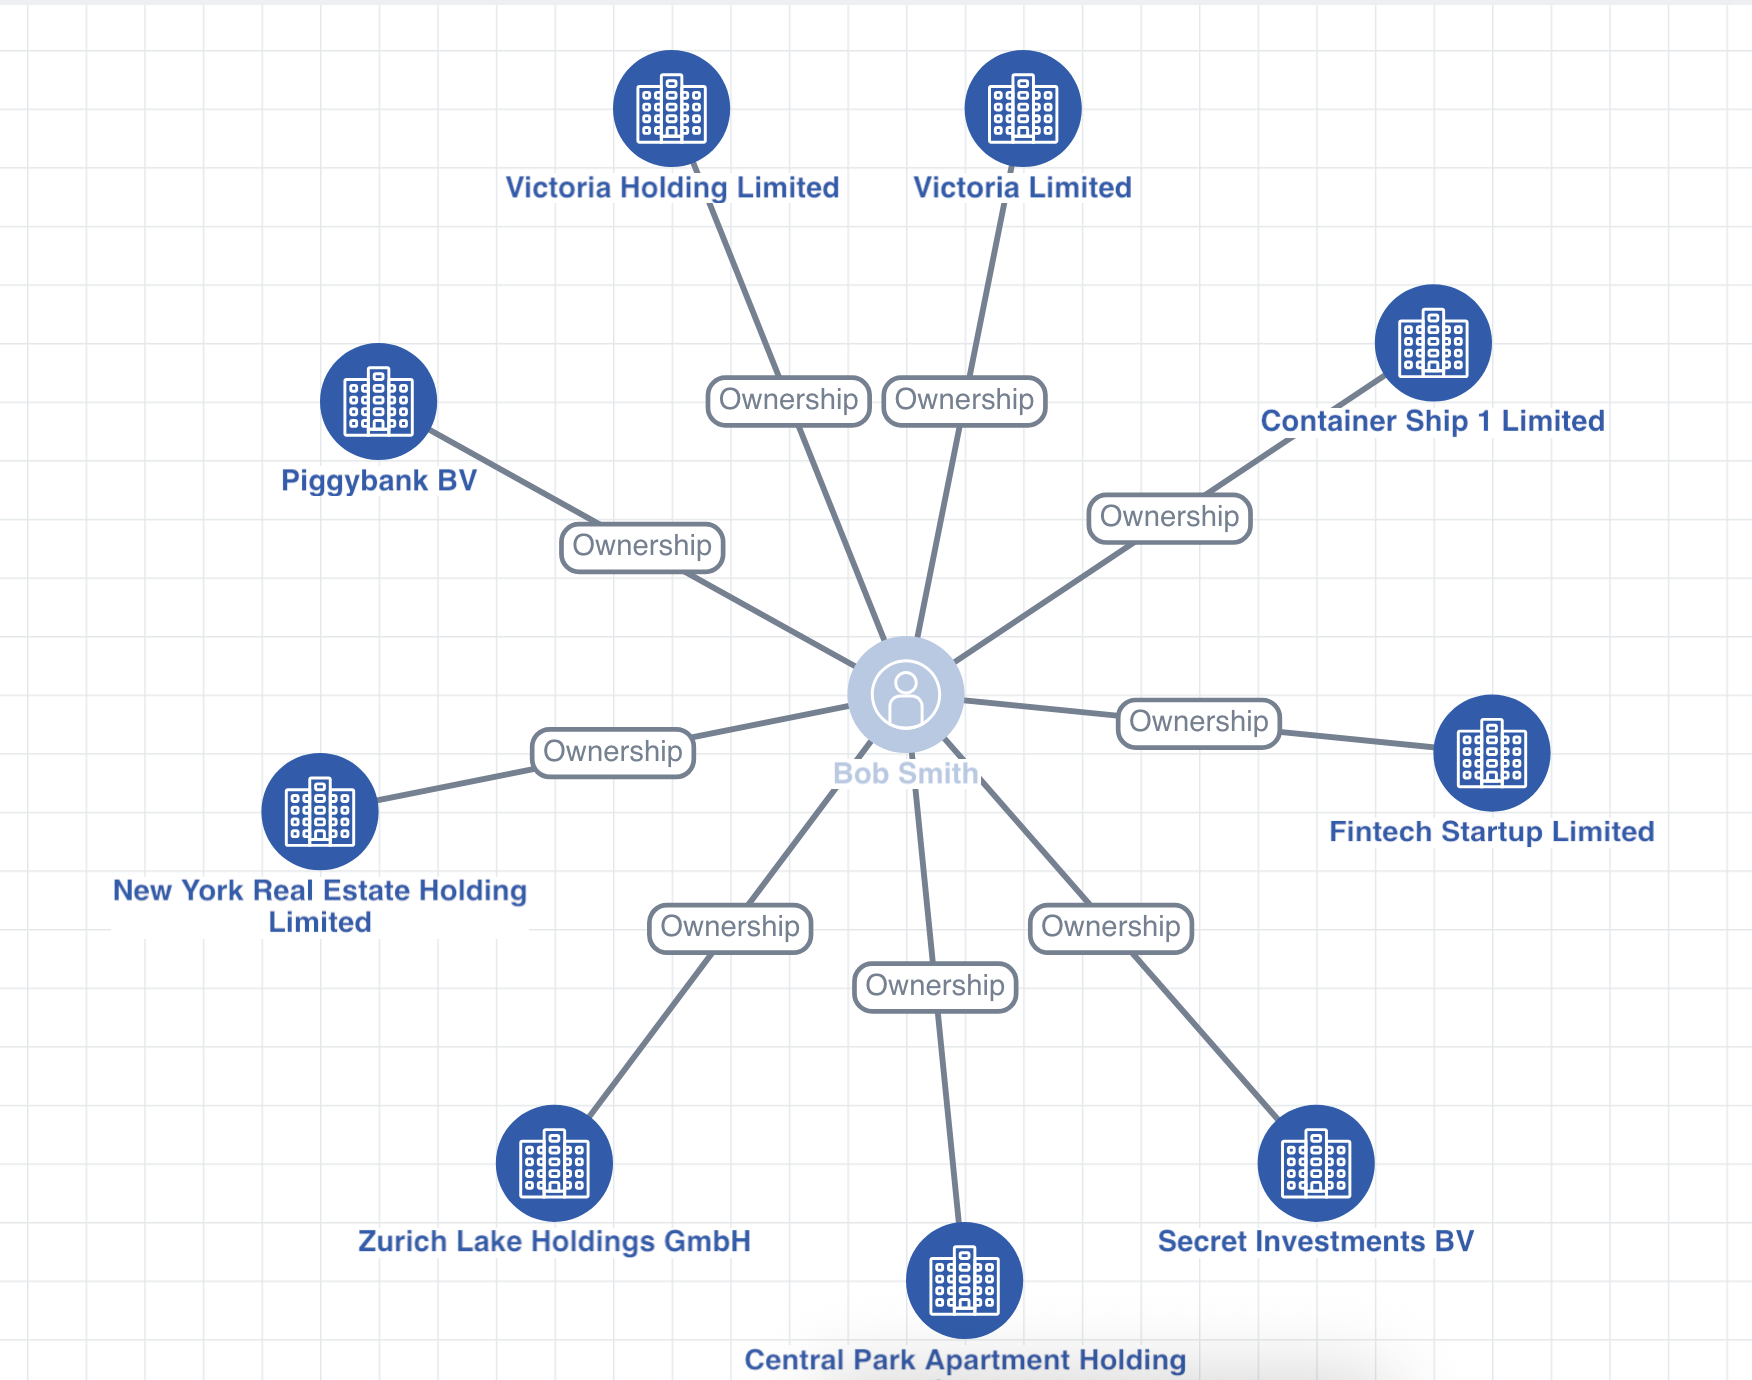 Victoria Holding Limited
Victoria Limited
Container Ship 1 Limited
Ownership
Ownership
Piggybank BV
Ownership
Ownership
Ownership
Ownership
Bob Smith
Fintech Startup Limited
New York Real Estate Holding
Limited
Ownership
Ownership
Ownership
Zurich Lake Holdings GmbH
Secret Investments BV
Central Park Apartment Holding